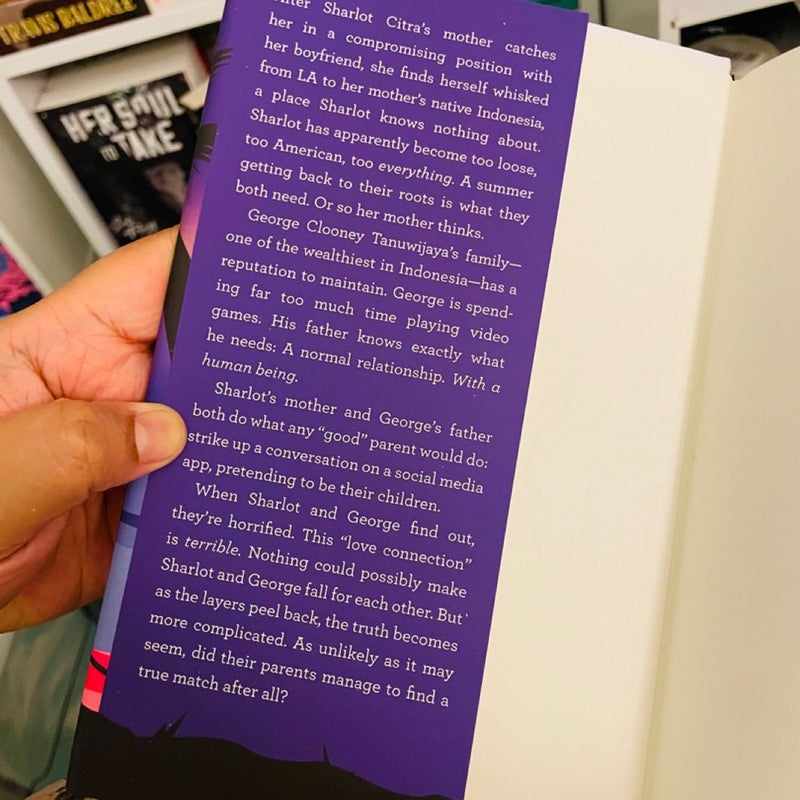 TRAVIS BALDREE
HER SOUL
TO TAKE
After Sharlot Citra's mother catches
her in a compromising position with
her boyfriend, she finds herself whisked
from LA to her mother's native Indonesia,
a place Sharlot knows nothing about.
Sharlot has apparently become too loose,
too American, too everything. A summer
getting back to their roots is what they
both need. Or so her mother thinks.
George Clooney Tanuwijaya's family—
one of the wealthiest in Indonesia—has a
reputation to maintain. George is spend-
ing far too much time playing video
games. His father knows exactly what
he needs: A normal relationship. With a
human being.
Sharlot's mother and George's father
both do what any "good" parent would do:
strike up a conversation on a social media
app, pretending to be their children.
When Sharlot and George find out,
they're horrified. This "love connection"
is terrible. Nothing could possibly make
Sharlot and George fall for each other. But
as the layers peel back, the truth becomes
more complicated. As unlikely as it may
seem, did their parents manage to find a
true match after all?